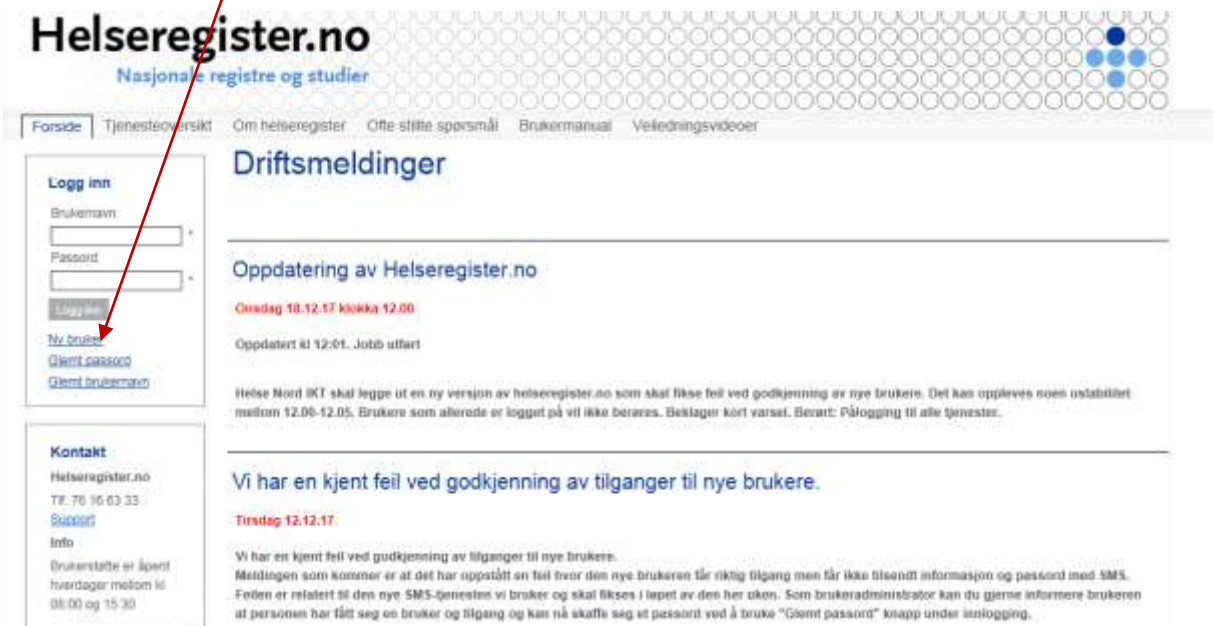 Helseregister.no
Nasjonale registre og studier
Forside Tjenesteoversikt Om helseregister Ofte stilte spørsmål Brukermanual Veiledningsvideoer
Logg inn
Brukernavn:
*
Passord:
*
Logg inn
Ny bruker
Glemt passord
Glemt brukernavn
Kontakt
Helseregister.no
Tlf. 76 16 63 33
Support
Info
Brukerstøtte er åpent
hverdager mellom kl
08:00 og 15:30
Driftsmeldinger
Oppdatering av Helseregister.no
Onsdag 18.12.17 klokka 12.00
Oppdatert kl 12:01. Jobb utført
Helse Nord IKT skal legge ut en ny versjon av helseregister.no som skal fikse feil ved godkjenning av nye brukere. Det kan oppleves noen ustabilitet
mellom 12.00-12.05. Brukere som allerede er logget på vil ikke berøres. Beklager kort varsel. Berørt: Pålogging til alle tjenester.
Vi har en kjent feil ved godkjenning av tilganger til nye brukere.
Tirsdag 12.12.17
Vi har en kjent feil ved godkjenning av tilganger til nye brukere.
Meldingen som kommer er at det har oppstått en feil hvor den nye brukeren får riktig tilgang men får ikke tilsendt informasjon og passord med SMS.
Feilen er relatert til den nye SMS-tjenesten vi bruker og skal fikses i løpet av den her uken. Som brukeradministrator kan du gjerne informere brukeren
at personen har fått seg en bruker og tilgang og kan nå skaffe seg et passord ved å bruke "Glemt passord" knapp under innlogging.